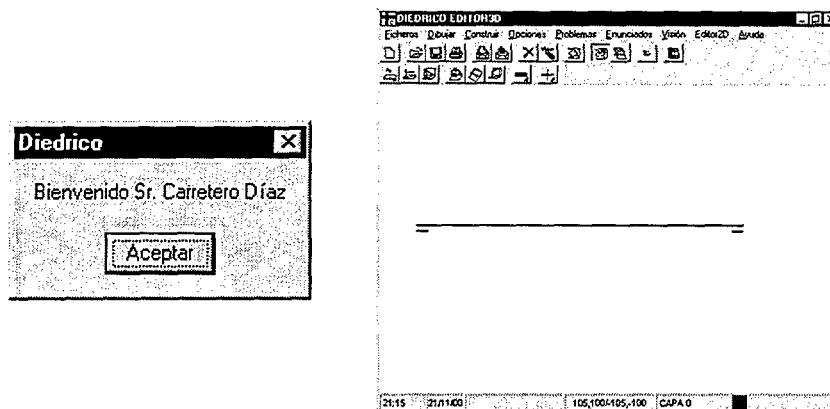 Diedrico
Bienvenido Sr. Carretero Díaz
Aceptar
DIEDRICO EDITOR3D
Ficheros Dibujar Construir Opciones Problemas Enunciados Visión Editor2D Ayuda
21:15 21/11/00 105,100/-105,-100 CAPA 0